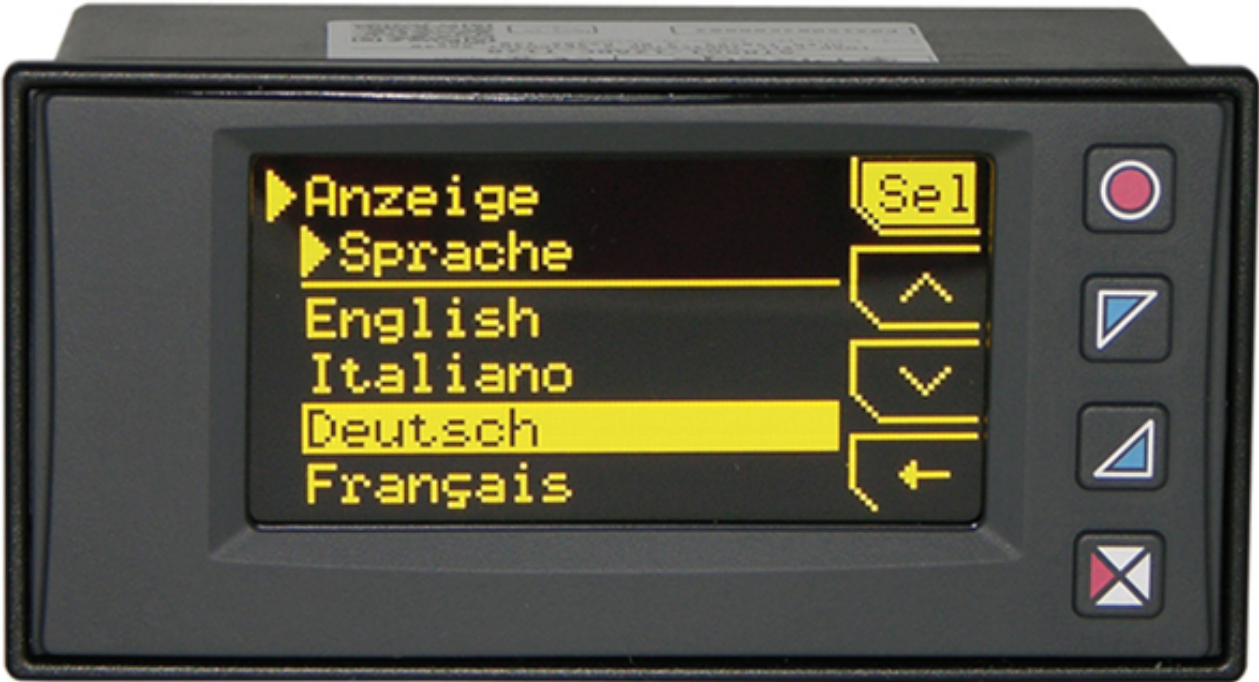 Anzeige
Sel
Sprache
English
Italiano
Deutsch
Français